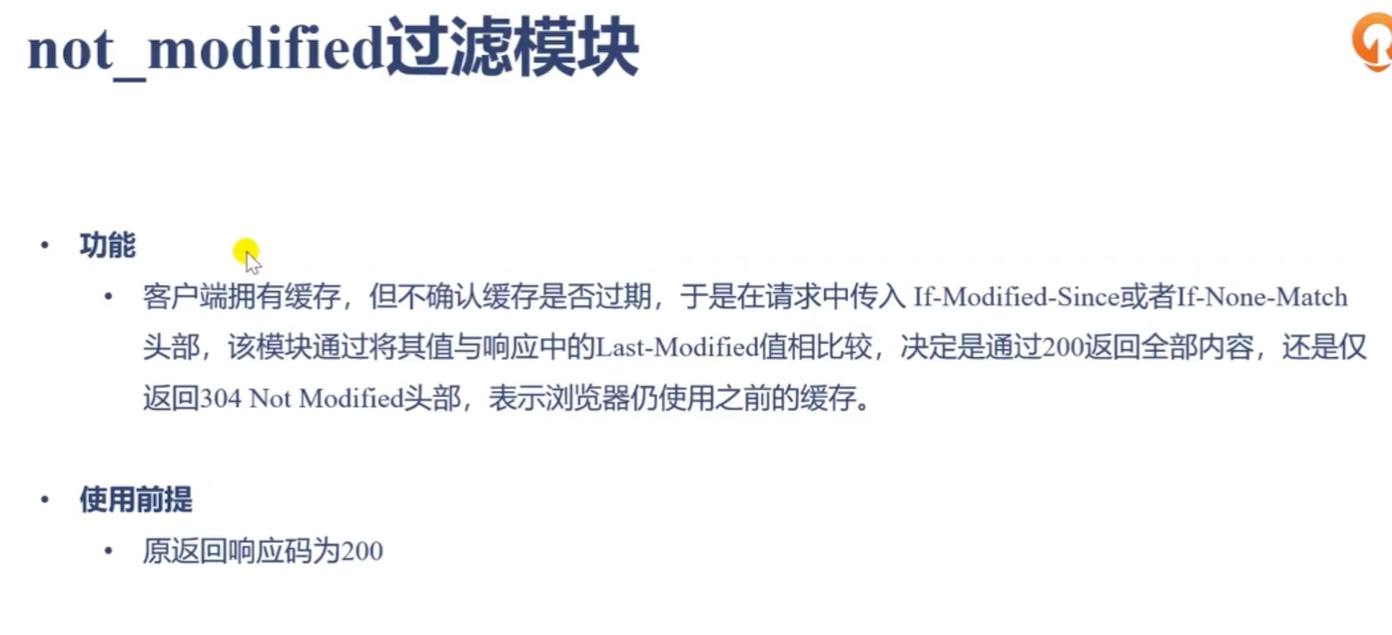 not_modified过滤模块
• 功能
• 客户端拥有缓存，但不确认缓存是否过期，于是在请求中传入 If-Modified-Since或者If-None-Match
头部，该模块通过将其值与响应中的Last-Modified值相比较，决定是通过200返回全部内容，还是仅
返回304 Not Modified头部，表示浏览器仍使用之前的缓存。
• 使用前提
• 原返回响应码为200